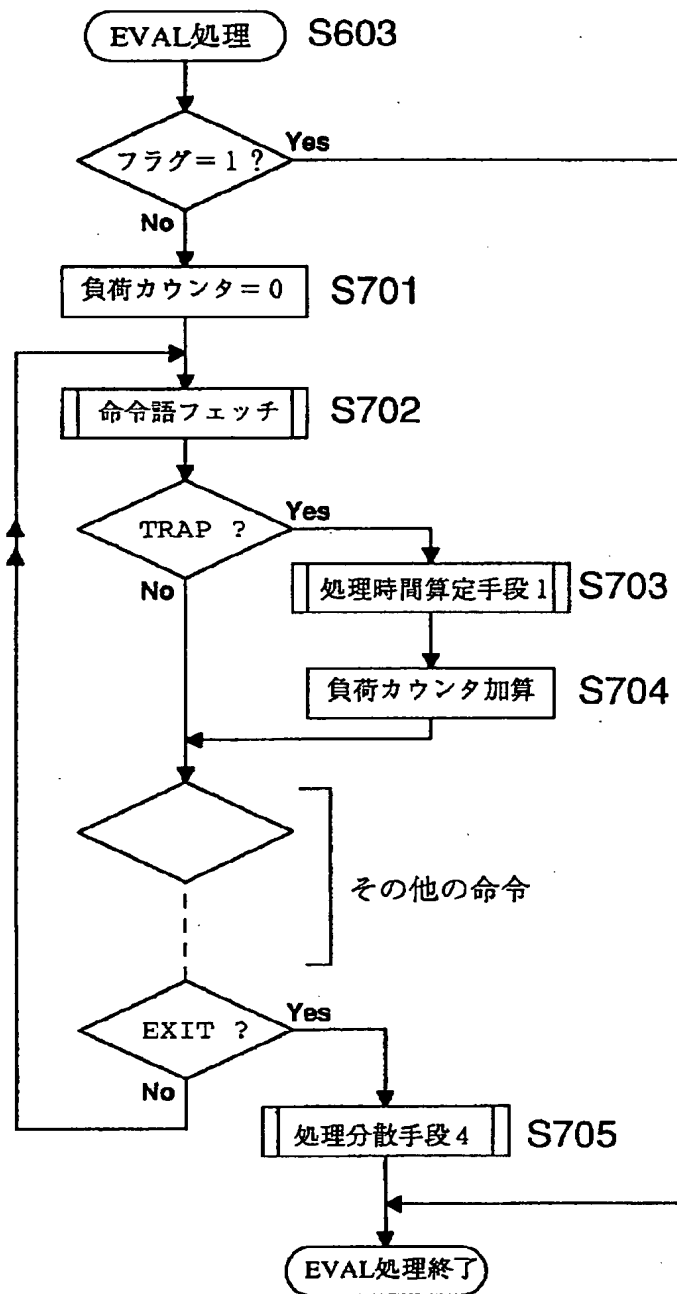 EVAL処理 S603
フラグ=1?
Yes
No
負荷カウンタ=0 S701
命令語フェッチ S702
TRAP ?
Yes
No
処理時間算定手段1 S703
負荷カウンタ加算 S704
その他の命令
EXIT ?
Yes
No
処理分散手段4 S705
EVAL処理終了